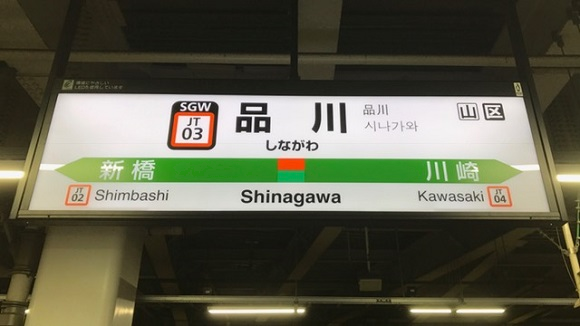 SGW
JT
03
品川
品川
시나가와
山区
しながわ
新橋
川崎
JT
02
Shimbashi
Shinagawa
Kawasaki
JT
04